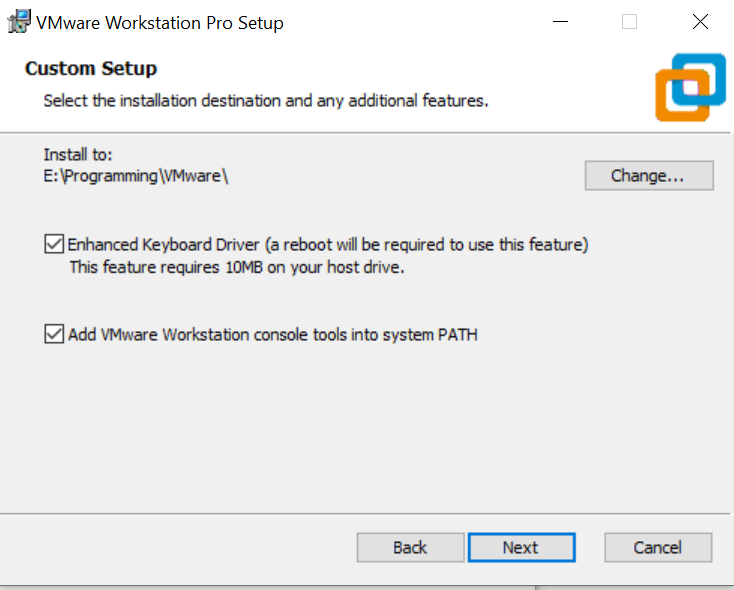 VMware Workstation Pro Setup
Custom Setup
Select the installation destination and any additional features.
Install to:
E:\Programming\VMware\
Change...
Enhanced Keyboard Driver (a reboot will be required to use this feature)
This feature requires 10MB on your host drive.
Add VMware Workstation console tools into system PATH
Back
Next
Cancel